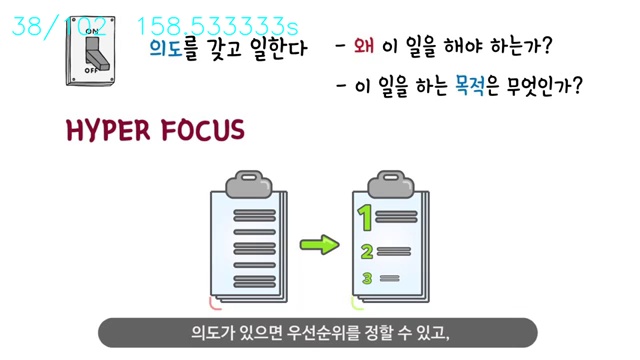 38/102 158.533333s
ON
OFF
의도를 갖고 일한다
- 왜 이 일을 해야 하는가?
- 이 일을 하는 목적은 무엇인가?
HYPER FOCUS
1
2
3
의도가 있으면 우선순위를 정할 수 있고,